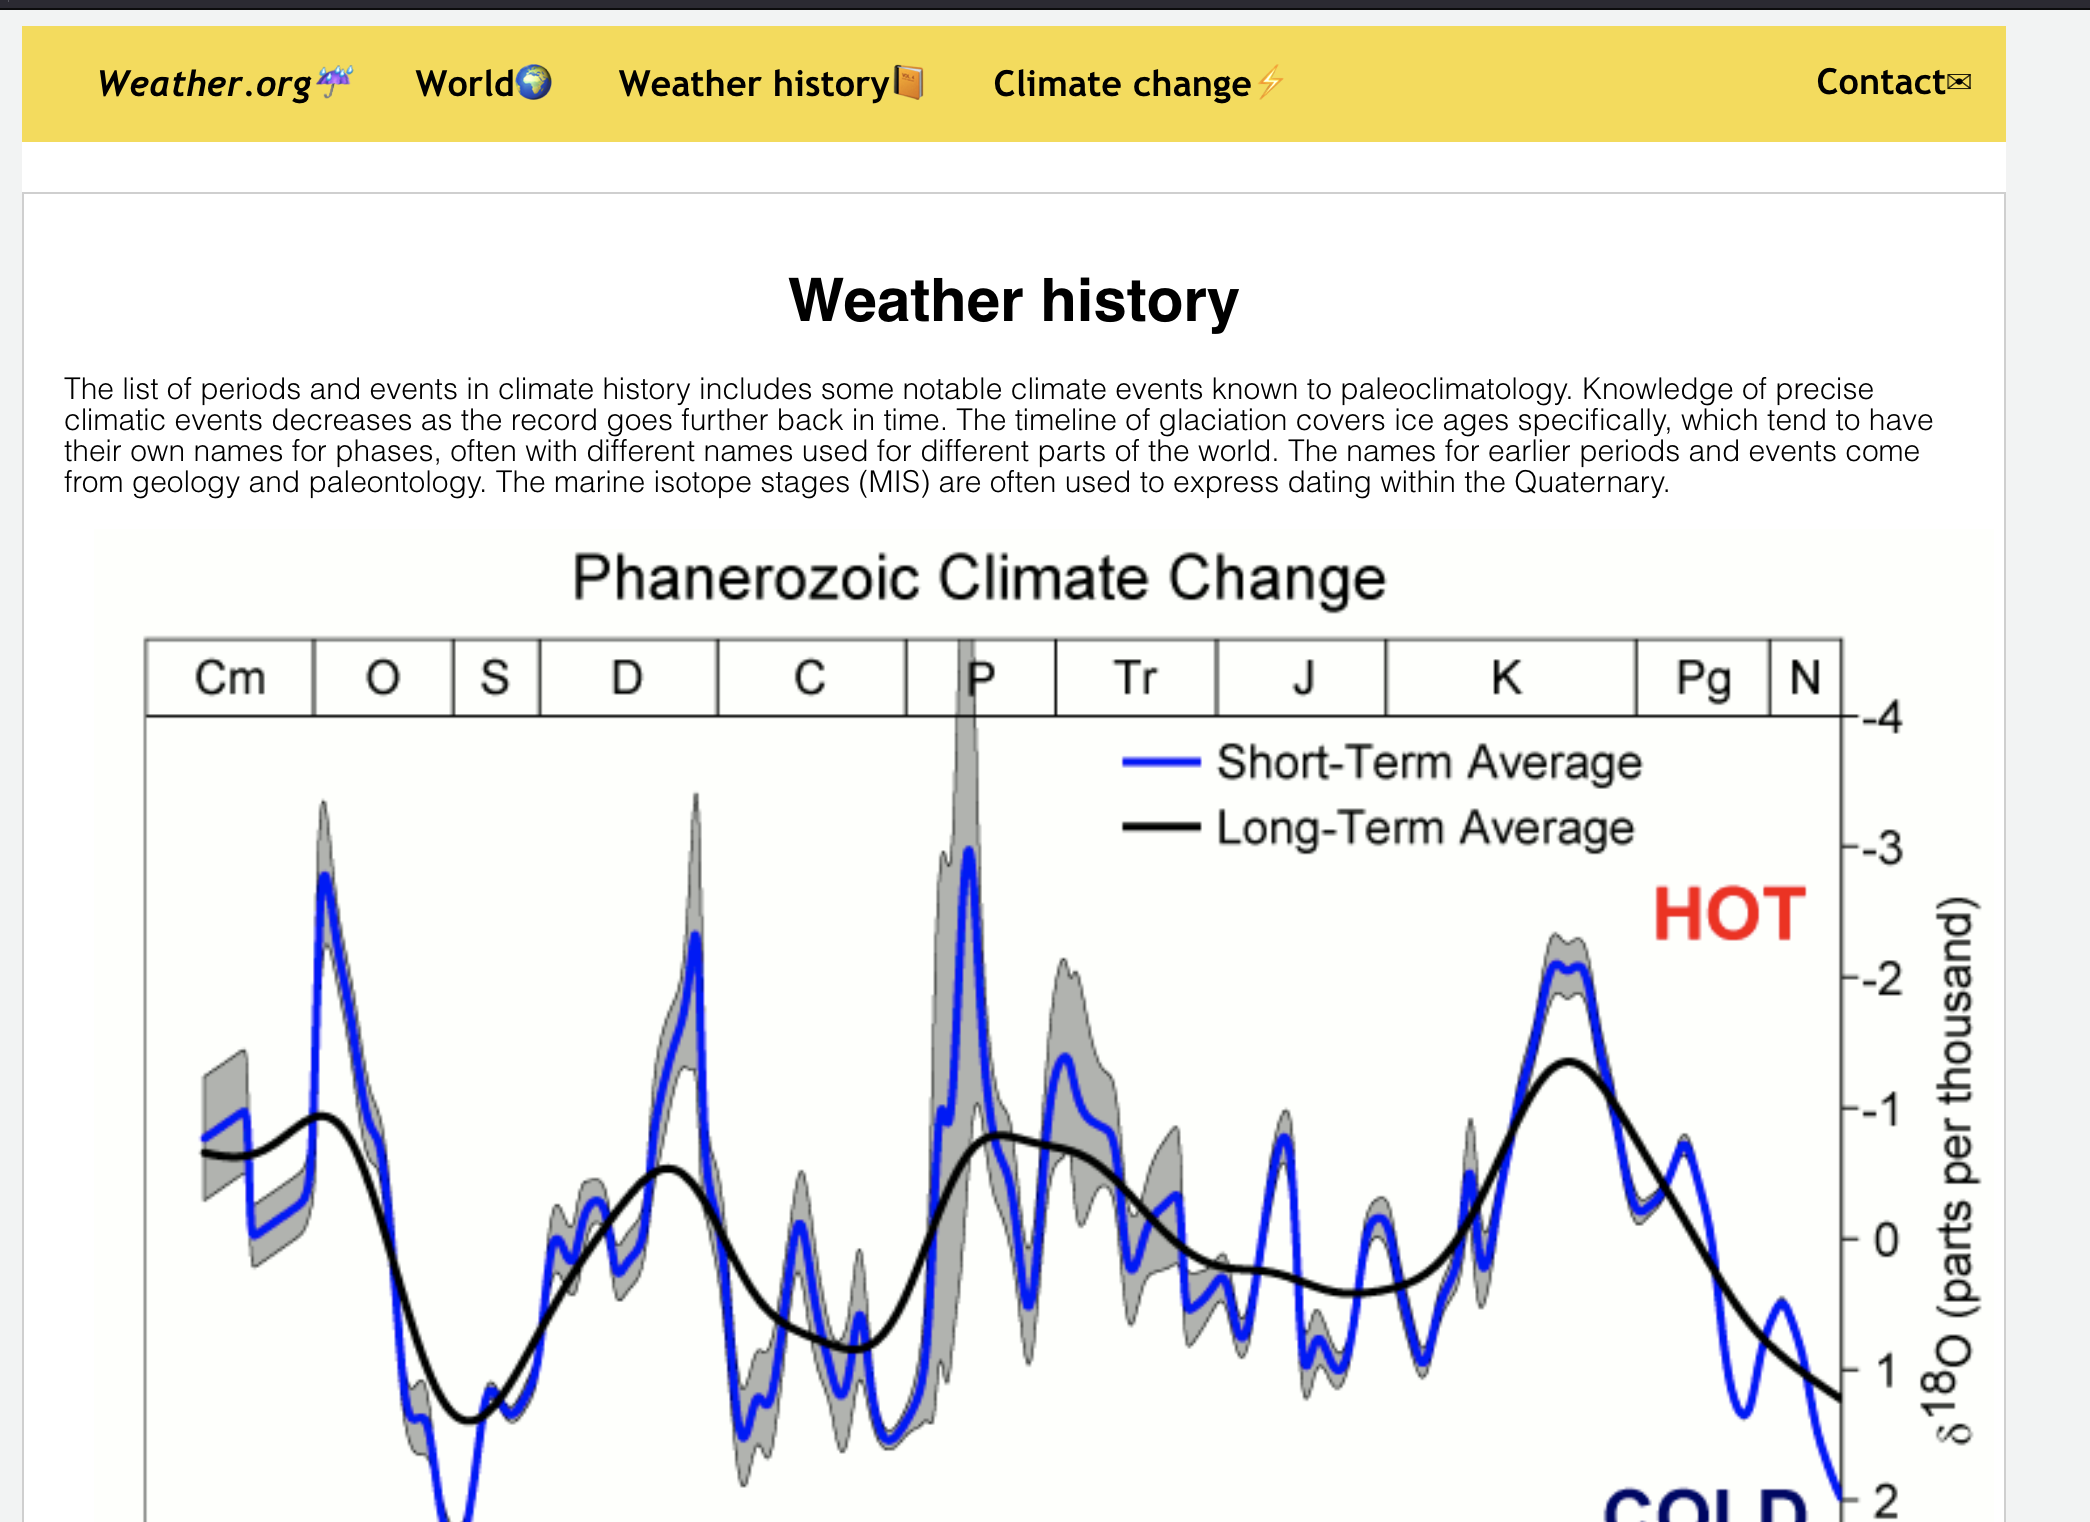 Weather.org☔ World🌍 Weather history📔 Climate change⚡ Contact✉
Weather history
The list of periods and events in climate history includes some notable climate events known to paleoclimatology. Knowledge of precise
climatic events decreases as the record goes further back in time. The timeline of glaciation covers ice ages specifically, which tend to have
their own names for phases, often with different names used for different parts of the world. The names for earlier periods and events come
from geology and paleontology. The marine isotope stages (MIS) are often used to express dating within the Quaternary.
Phanerozoic Climate Change
Cm O S D C P Tr J K Pg N
-4
Short-Term Average
Long-Term Average
-3
HOT
-2
-1
0
1
2
δ18O (parts per thousand)
COLD